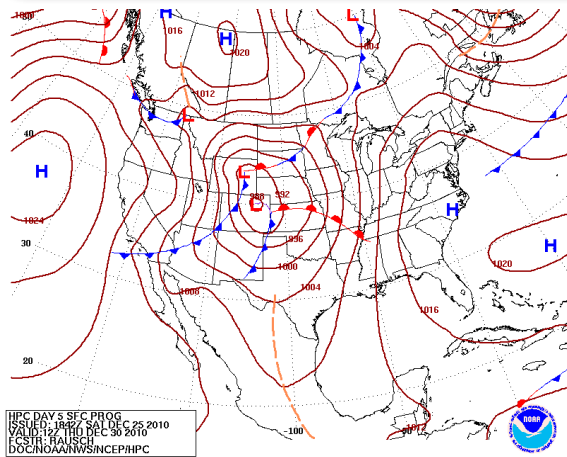 H
L
1016
H
1020
1004
1012
L
40
H
L
988
992
L
H
1024
30
996
H
1020
1000
1008
1004
1016
20
NOAA
1012
-100
HPC DAY 5 SFC PROG
ISSUED: 1842Z SAT DEC 25 2010
VALID: 12Z THU DEC 30 2010
FCSTR: RAUSCH
DOC/NOAA/NWS/NCEP/HPC